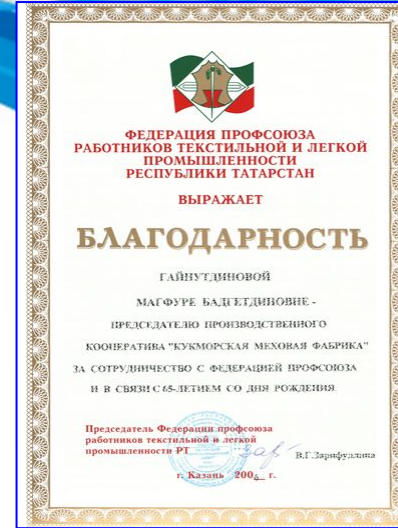 ФЕДЕРАЦИЯ ПРОФСОЮЗА
РАБОТНИКОВ ТЕКСТИЛЬНОЙ И ЛЕГКОЙ
ПРОМЫШЛЕННОСТИ
РЕСПУБЛИКИ ТАТАРСТАН
ВЫРАЖАЕТ
БЛАГОДАРНОСТЬ
ГАЙНУТДИНОВОЙ
МАГФУРЕ БАДГЕТДИНОВНЕ -
ПРЕДСЕДАТЕЛЮ ПРОИЗВОДСТВЕННОГО
КООПЕРАТИВА "КУКМОРСКАЯ МЕХОВАЯ ФАБРИКА"
ЗА СОТРУДНИЧЕСТВО С ФЕДЕРАЦИЕЙ ПРОФСОЮЗА
И В СВЯЗИ С 65-ЛЕТИЕМ СО ДНЯ РОЖДЕНИЯ
Председатель Федерации профсоюза
работников текстильной и легкой
промышленности РТ
В.Г.Зарифуллина
г. Казань 200 г.